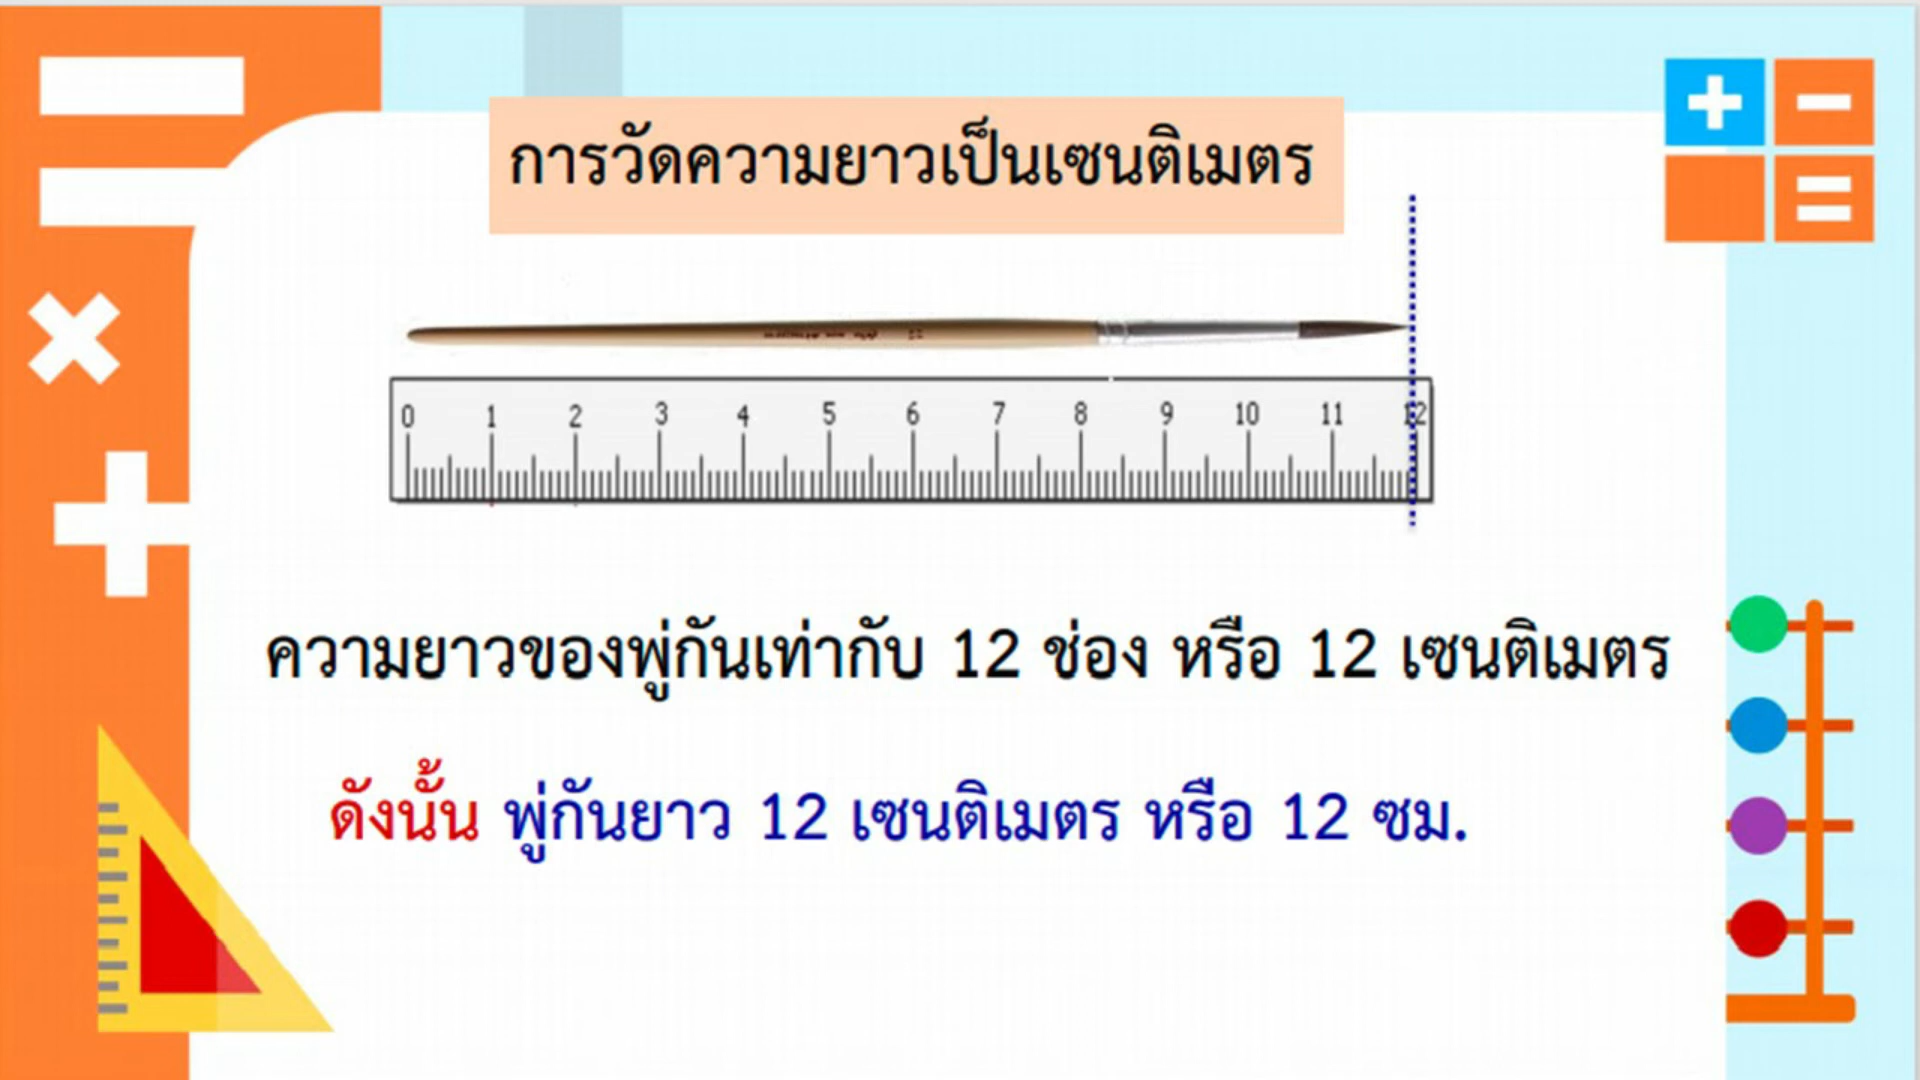 การวัดความยาวเป็นเซนติเมตร
0 1 2 3 4 5 6 7 8 9 10 11 12
ความยาวของพู่กันเท่ากับ 12 ช่อง หรือ 12 เซนติเมตร
ดังนั้น พู่กันยาว 12 เซนติเมตร หรือ 12 ซม.